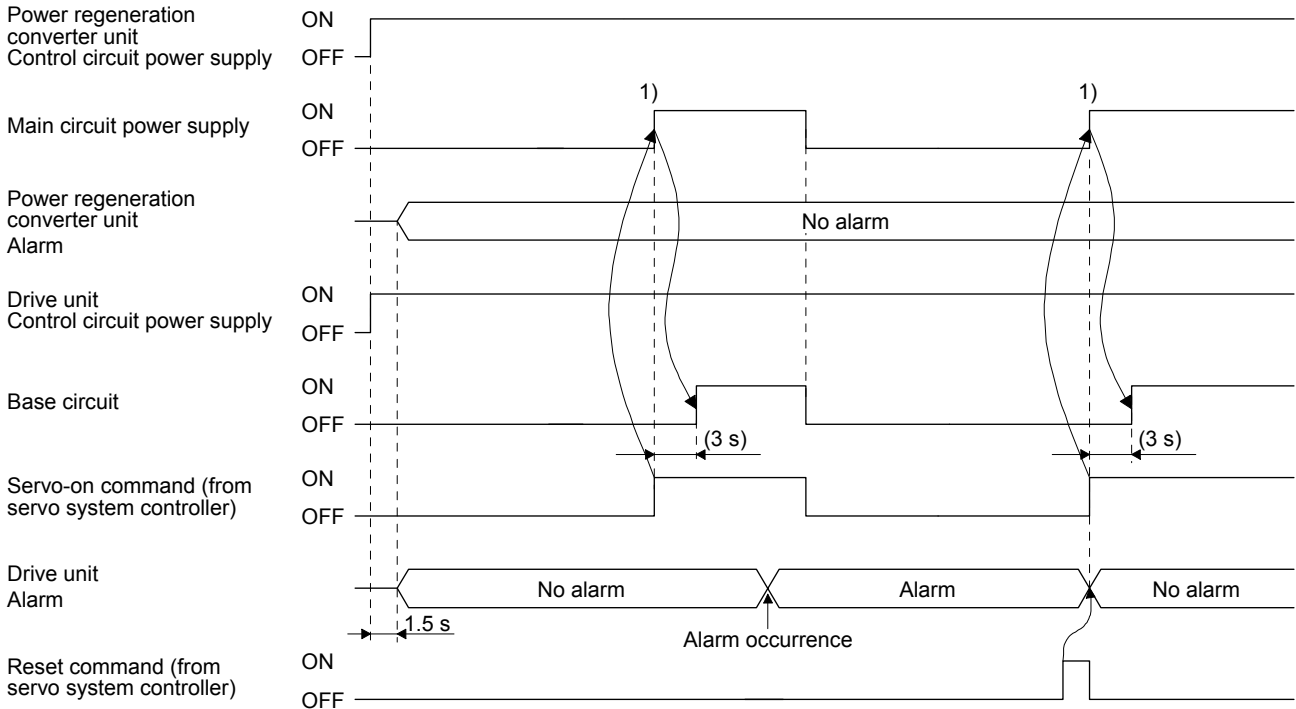 Power regeneration
converter unit
Control circuit power supply
ON
OFF
Main circuit power supply
ON
OFF
1)
1)
Power regeneration
converter unit
Alarm
No alarm
Drive unit
Control circuit power supply
ON
OFF
Base circuit
ON
OFF
(3 s)
(3 s)
Servo-on command (from
servo system controller)
ON
OFF
Drive unit
Alarm
No alarm
Alarm
No alarm
1.5 s
Alarm occurrence
Reset command (from
servo system controller)
ON
OFF